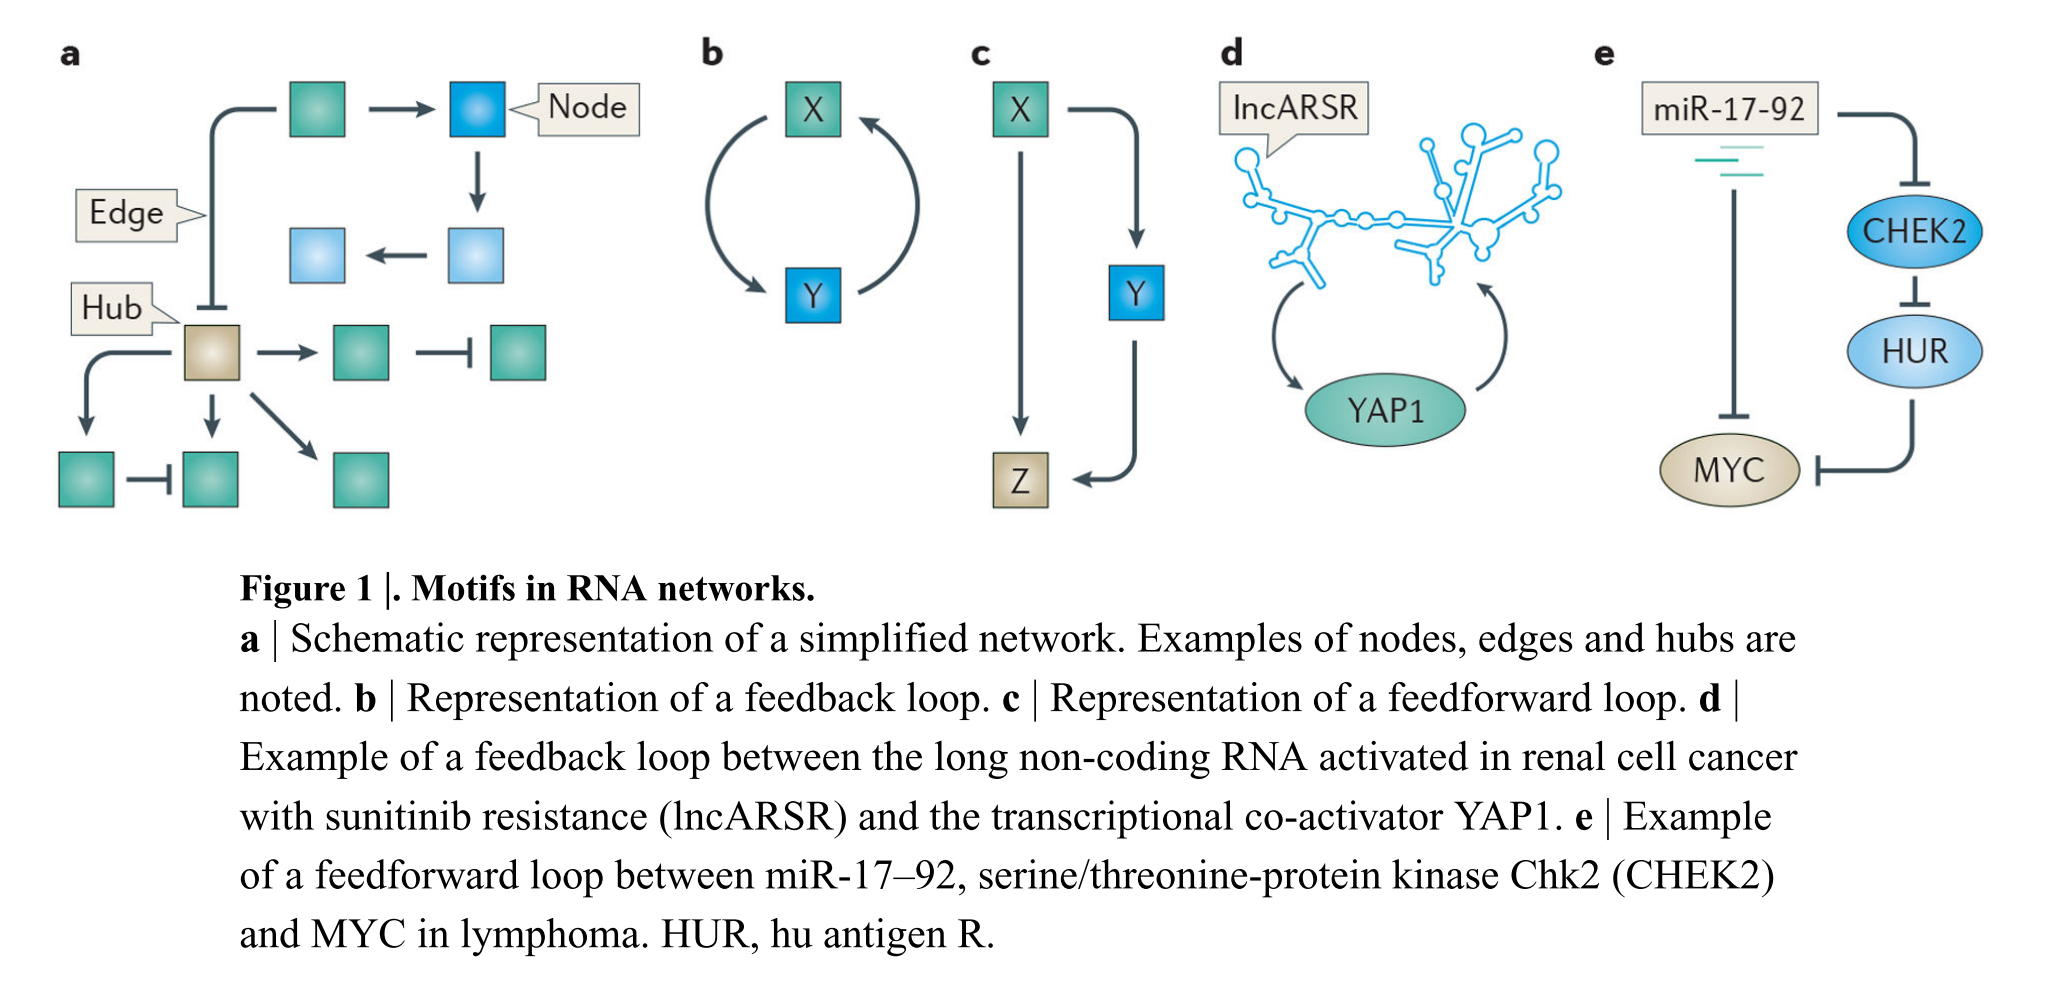 a
Node
Edge
Hub
b
X
Y
c
X
Y
Z
d
lncARSR
YAP1
e
miR-17-92
CHEK2
HUR
MYC
Figure 1 |. Motifs in RNA networks.
a | Schematic representation of a simplified network. Examples of nodes, edges and hubs are
noted. b | Representation of a feedback loop. c | Representation of a feedforward loop. d |
Example of a feedback loop between the long non-coding RNA activated in renal cell cancer
with sunitinib resistance (lncARSR) and the transcriptional co-activator YAP1. e | Example
of a feedforward loop between miR-17–92, serine/threonine-protein kinase Chk2 (CHEK2)
and MYC in lymphoma. HUR, hu antigen R.